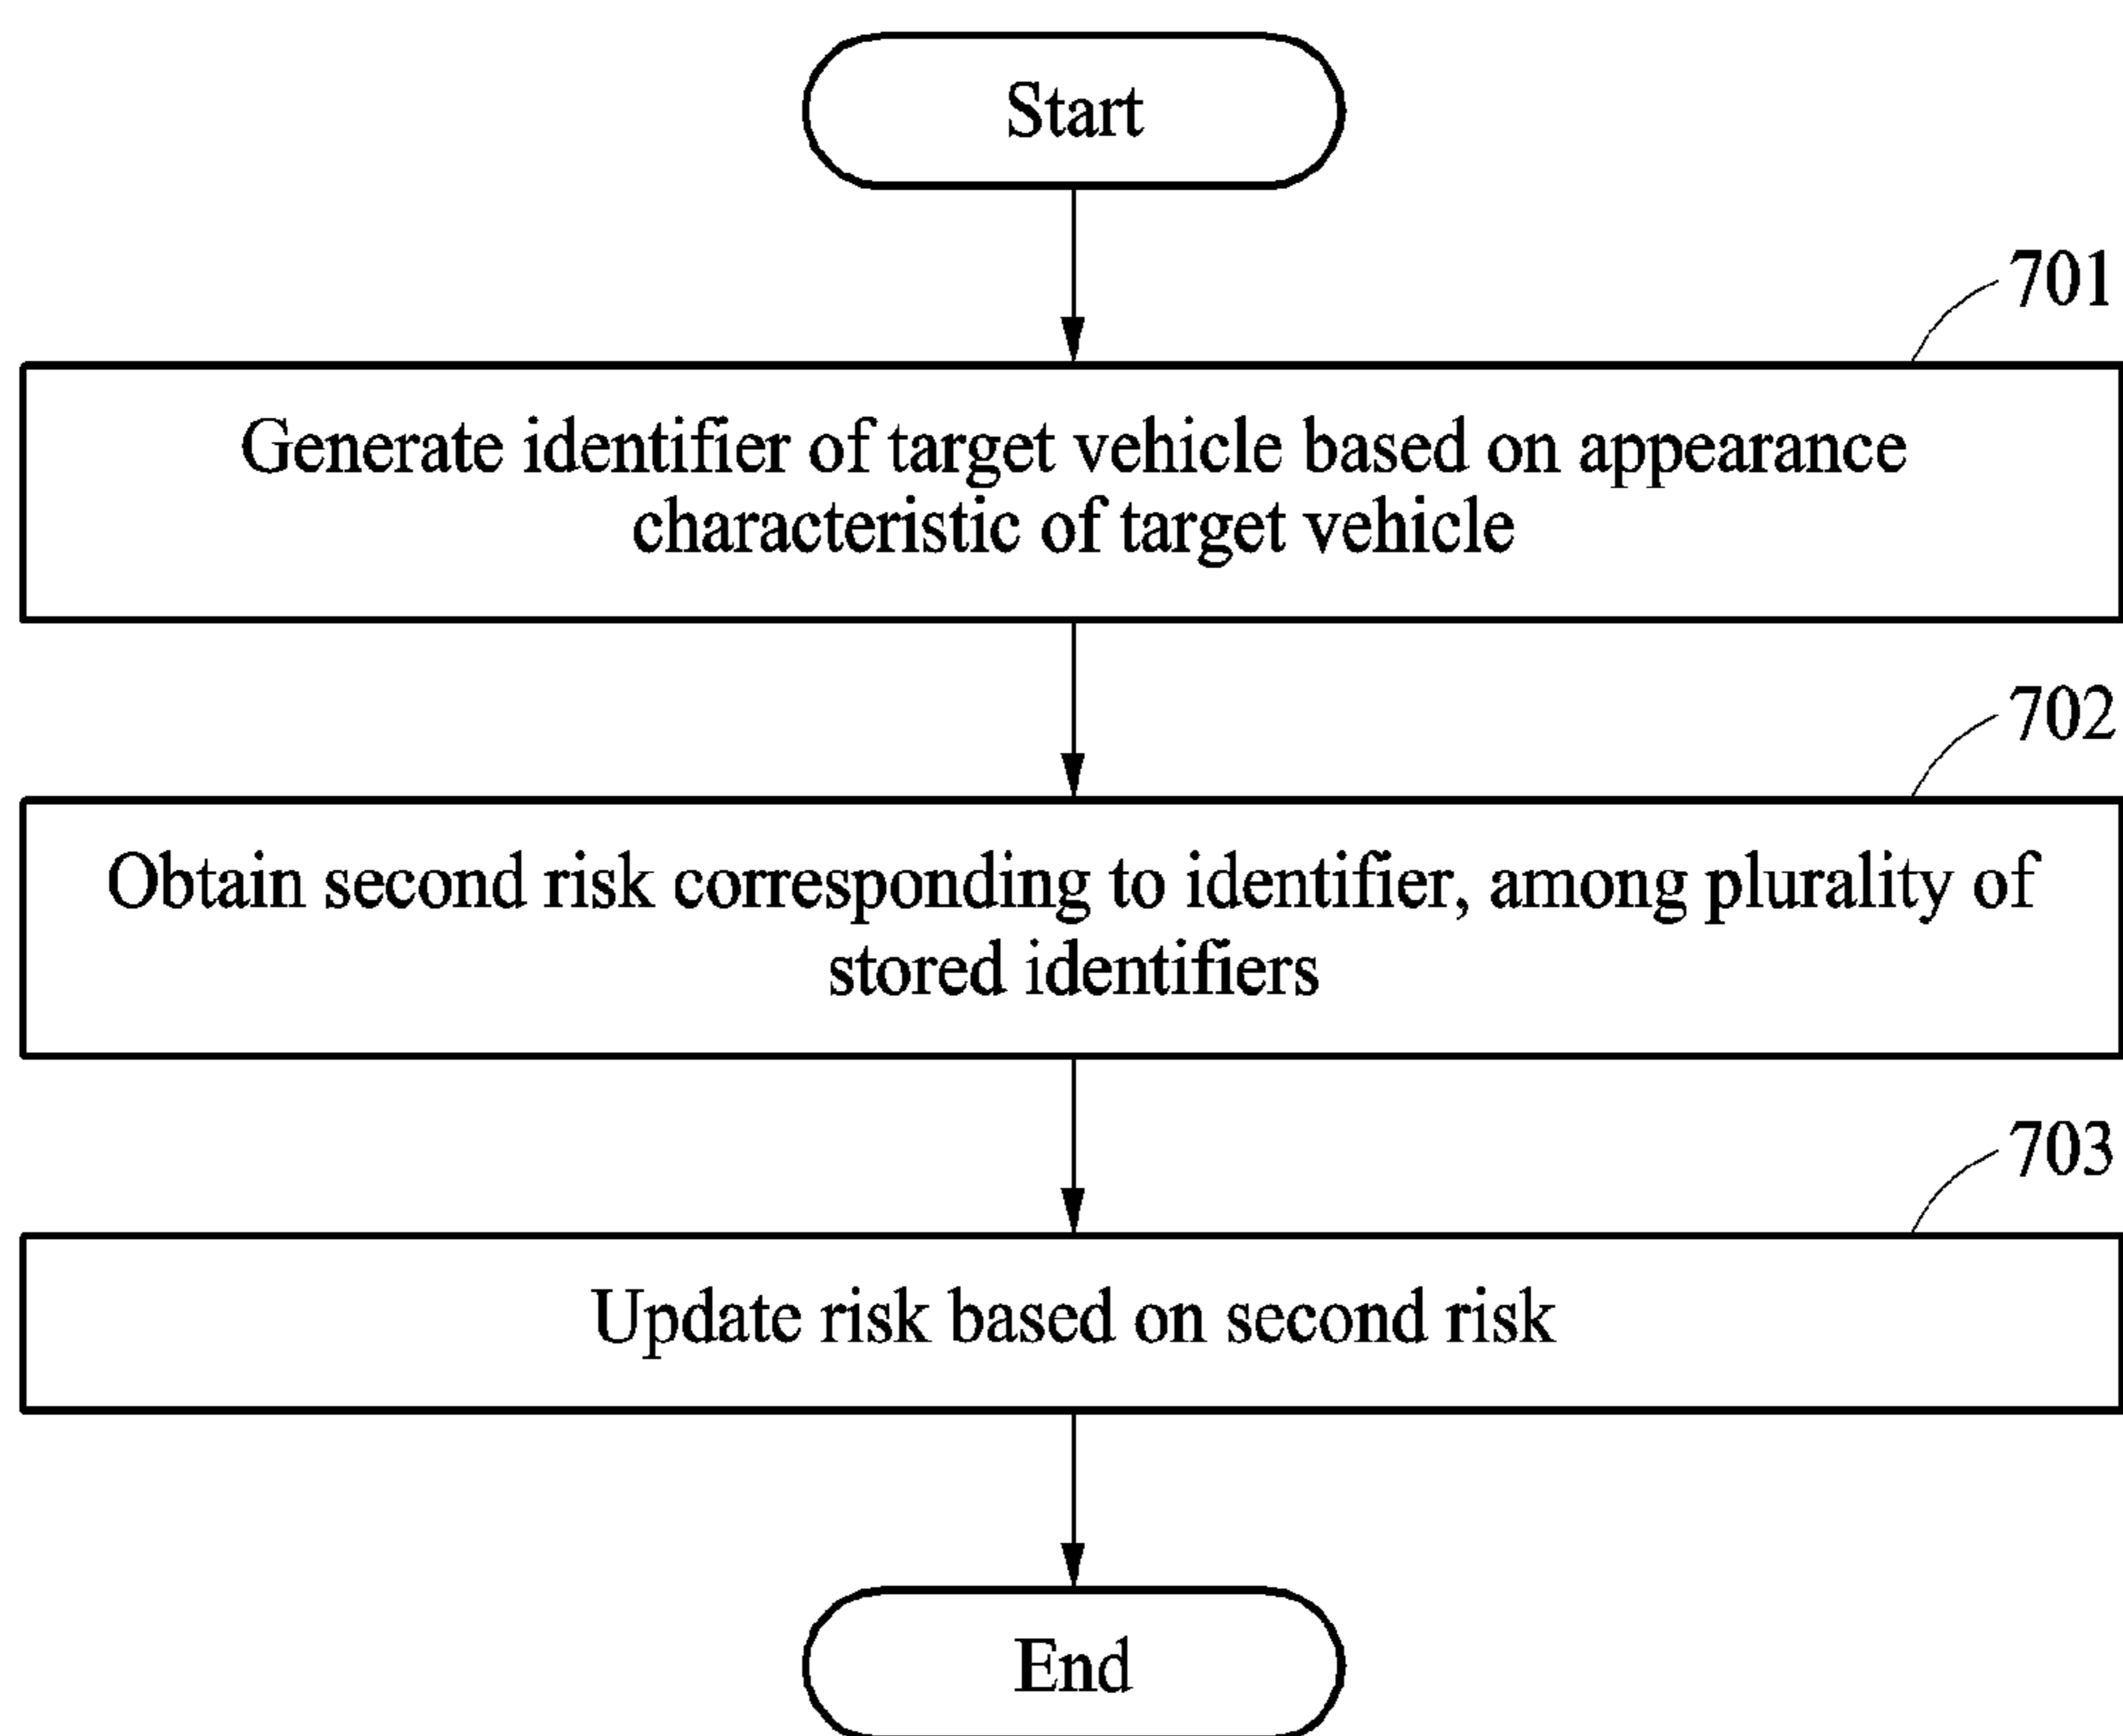 Start
701
Generate identifier of target vehicle based on appearance
characteristic of target vehicle
702
Obtain second risk corresponding to identifier, among plurality of
stored identifiers
703
Update risk based on second risk
End